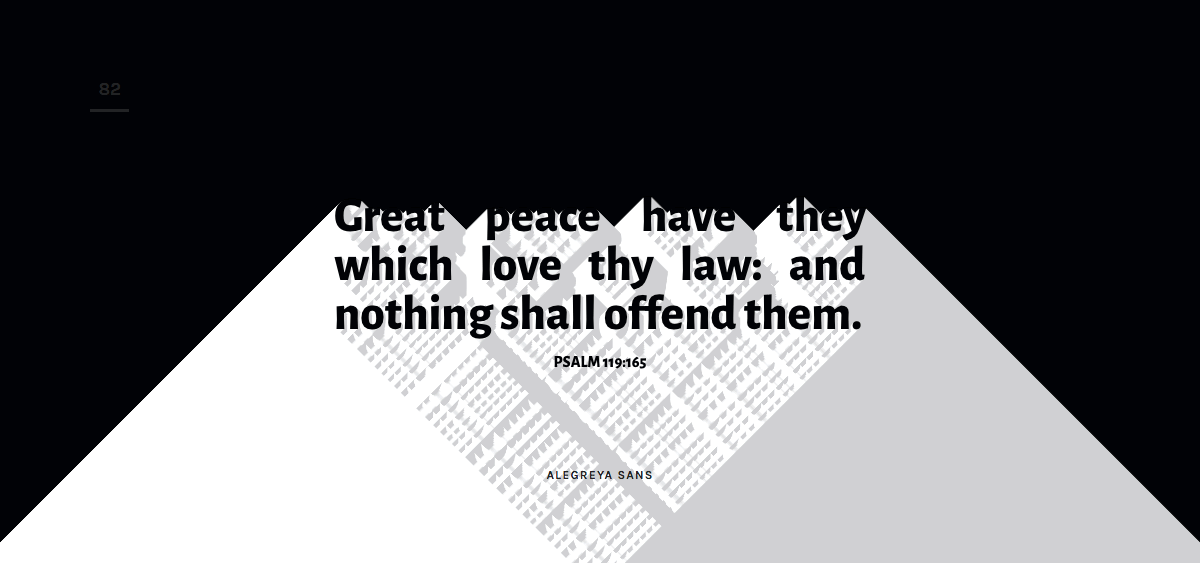 82
Great peace have they
which love thy law: and
nothing shall offend them.
PSALM 119:165
ALEGREYA SANS